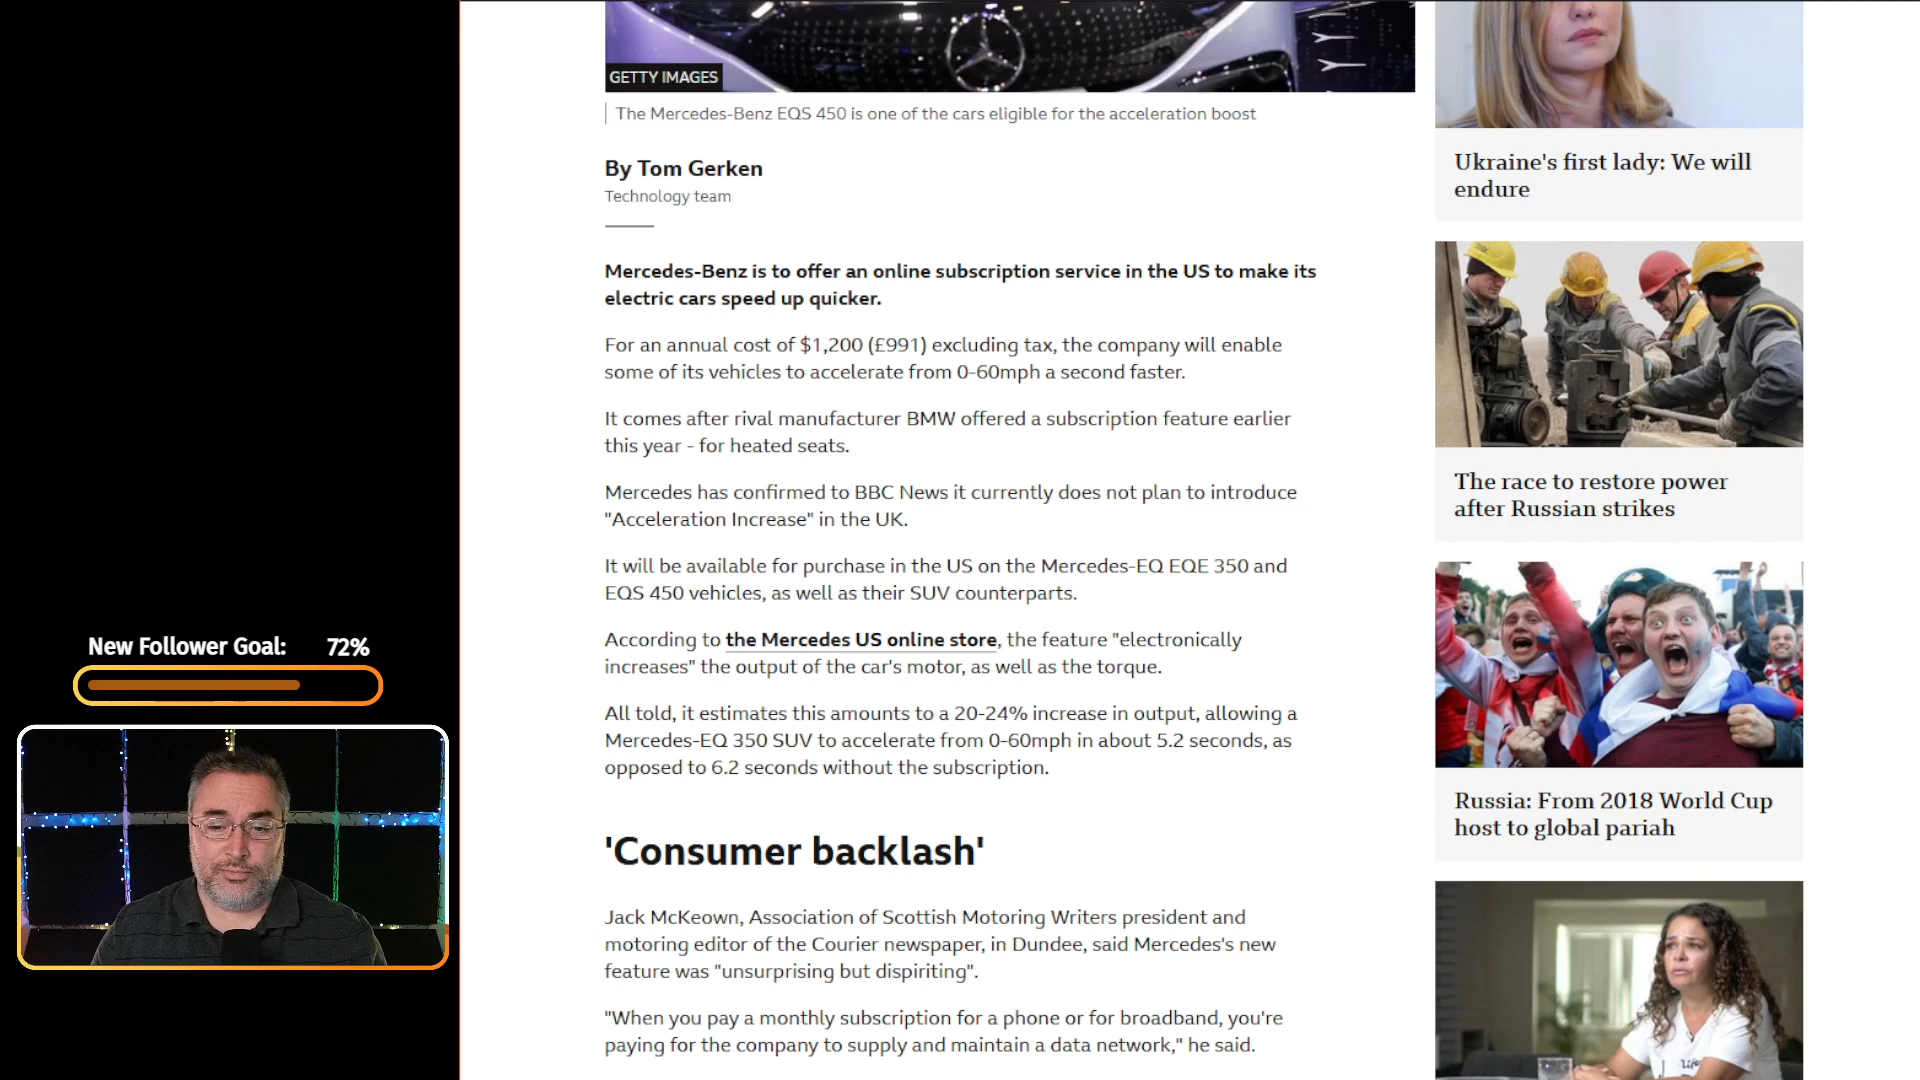 GETTY IMAGES
The Mercedes-Benz EQS 450 is one of the cars eligible for the acceleration boost
By Tom Gerken
Technology team
Mercedes-Benz is to offer an online subscription service in the US to make its
electric cars speed up quicker.
For an annual cost of $1,200 (£991) excluding tax, the company will enable
some of its vehicles to accelerate from 0-60mph a second faster.
It comes after rival manufacturer BMW offered a subscription feature earlier
this year - for heated seats.
Mercedes has confirmed to BBC News it currently does not plan to introduce
"Acceleration Increase" in the UK.
It will be available for purchase in the US on the Mercedes-EQ EQE 350 and
EQS 450 vehicles, as well as their SUV counterparts.
According to the Mercedes US online store, the feature "electronically
increases" the output of the car's motor, as well as the torque.
All told, it estimates this amounts to a 20-24% increase in output, allowing a
Mercedes-EQ 350 SUV to accelerate from 0-60mph in about 5.2 seconds, as
opposed to 6.2 seconds without the subscription.
'Consumer backlash'
Jack McKeown, Association of Scottish Motoring Writers president and
motoring editor of the Courier newspaper, in Dundee, said Mercedes's new
feature was "unsurprising but dispiriting".
"When you pay a monthly subscription for a phone or for broadband, you're
paying for the company to supply and maintain a data network," he said.
Ukraine's first lady: We will
endure
The race to restore power
after Russian strikes
Russia: From 2018 World Cup
host to global pariah
New Follower Goal: 72%